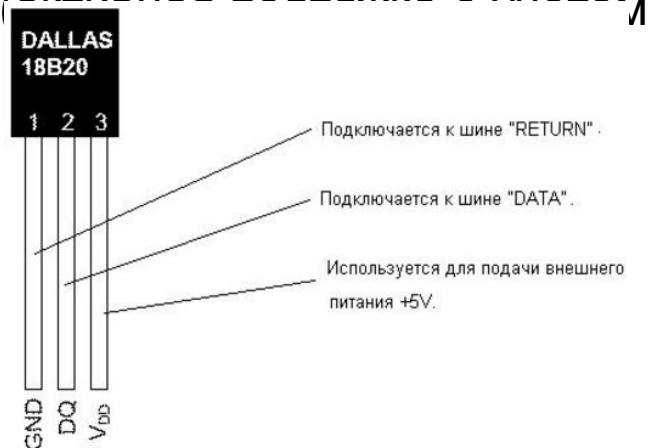 DALLAS
18B20
1 2 3
Подключается к шине "RETURN".
Подключается к шине "DATA".
Используется для подачи внешнего
питания +5V.
GND
DQ
VDD